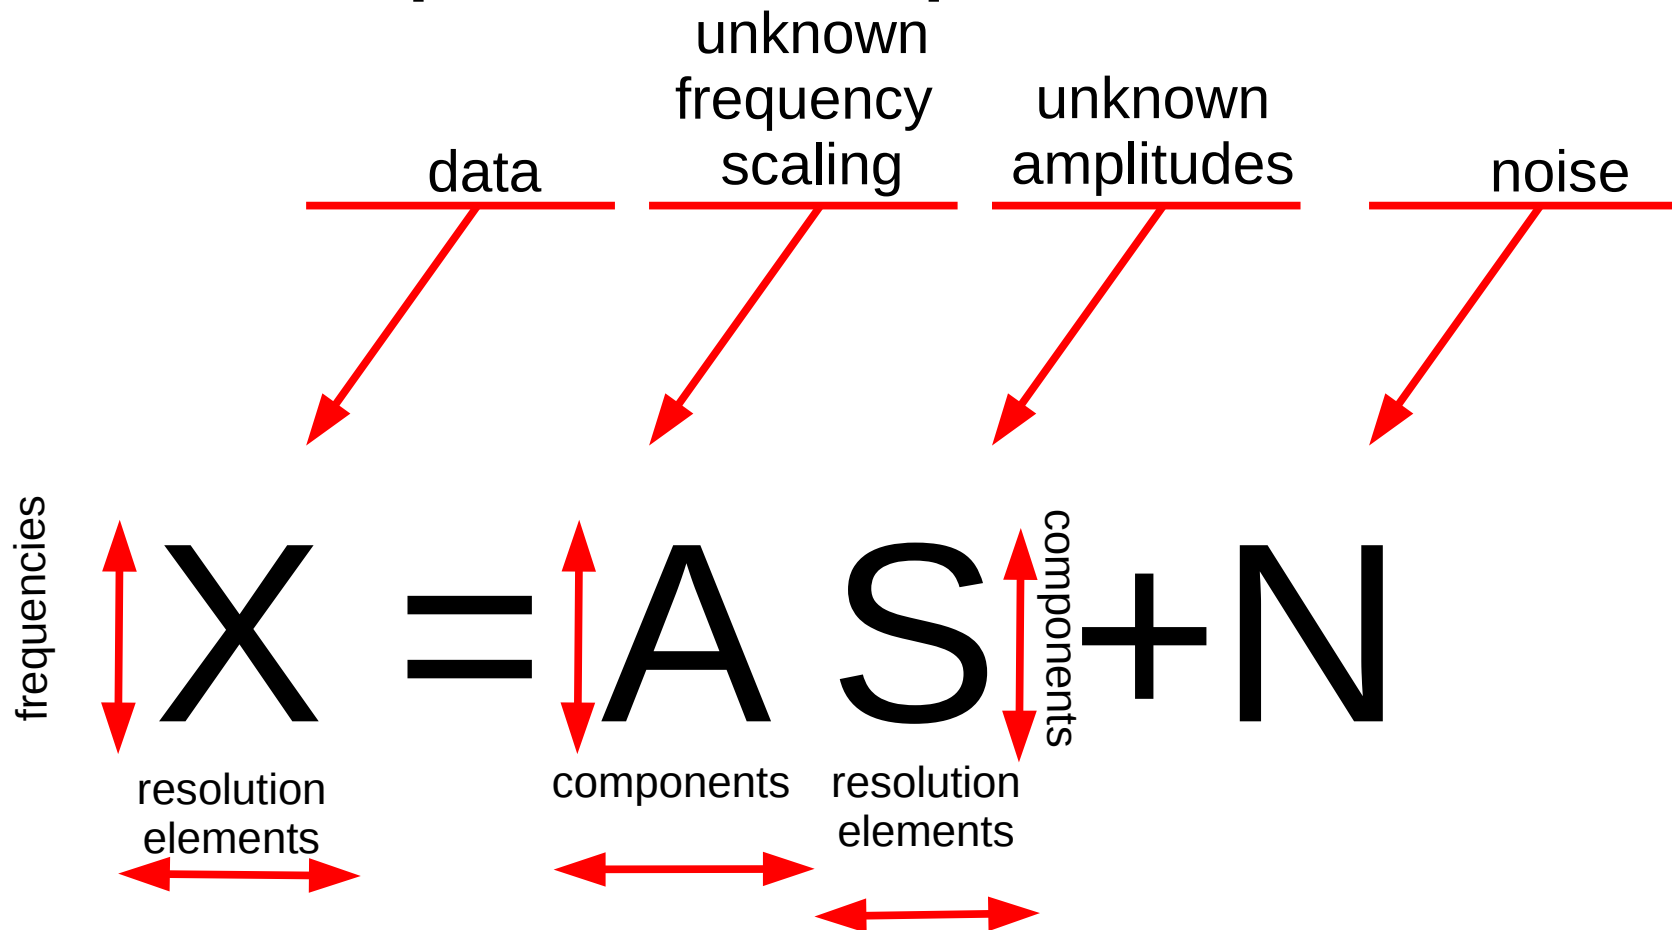 unknown
frequency
scaling
unknown
amplitudes
data
noise
frequencies
X = A S + N
components
resolution
elements
components
resolution
elements